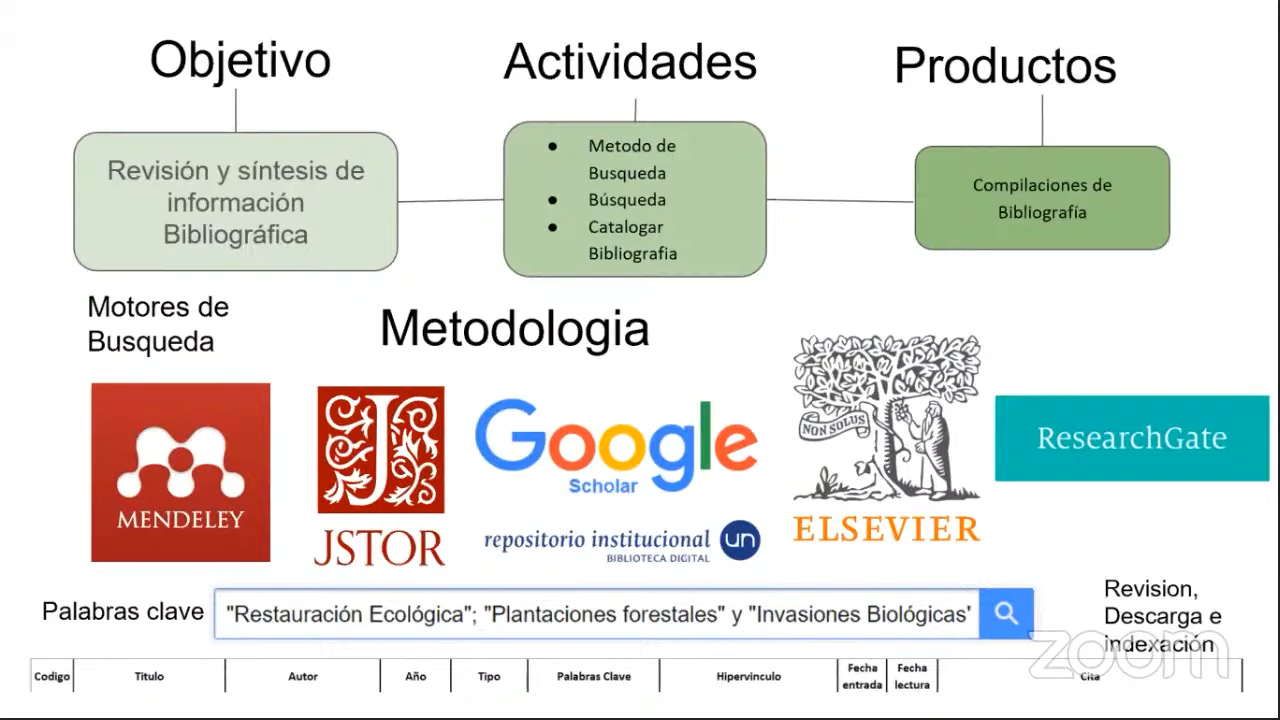 Objetivo
Actividades
Productos
Revisión y síntesis de
información
Bibliográfica
● Metodo de
Busqueda
● Búsqueda
● Catalogar
Bibliografia
Compilaciones de
Bibliografía
Motores de
Busqueda
Metodologia
MENDELEY
JSTOR
Google
Scholar
repositorio institucional un
BIBLIOTECA DIGITAL
NON SOLUS
ELSEVIER
ResearchGate
Palabras clave
"Restauración Ecológica"; "Plantaciones forestales" y "Invasiones Biológicas"
Revision,
Descarga e
indexación
zoom
Codigo Titulo Autor Año Tipo Palabras Clave Hipervinculo Fecha entrada Fecha lectura Cita